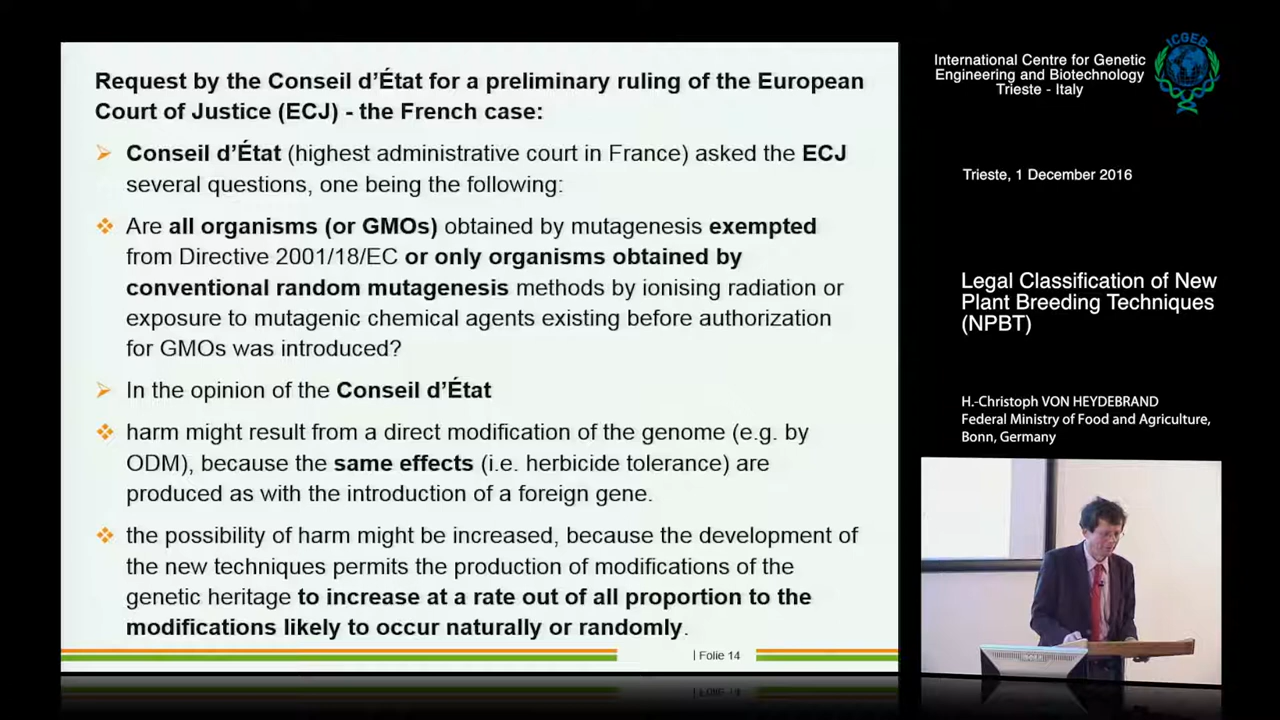 Request by the Conseil d'État for a preliminary ruling of the European
Court of Justice (ECJ) - the French case:
Conseil d'État (highest administrative court in France) asked the ECJ
several questions, one being the following:
Are all organisms (or GMOs) obtained by mutagenesis exempted
from Directive 2001/18/EC or only organisms obtained by
conventional random mutagenesis methods by ionising radiation or
exposure to mutagenic chemical agents existing before authorization
for GMOs was introduced?
In the opinion of the Conseil d'État
harm might result from a direct modification of the genome (e.g. by
ODM), because the same effects (i.e. herbicide tolerance) are
produced as with the introduction of a foreign gene.
the possibility of harm might be increased, because the development of
the new techniques permits the production of modifications of the
genetic heritage to increase at a rate out of all proportion to the
modifications likely to occur naturally or randomly.
| Folie 14
International Centre for Genetic
Engineering and Biotechnology
Trieste - Italy
ICGEB
Trieste, 1 December 2016
Legal Classification of New
Plant Breeding Techniques
(NPBT)
H.-Christoph VON HEYDEBRAND
Federal Ministry of Food and Agriculture,
Bonn, Germany